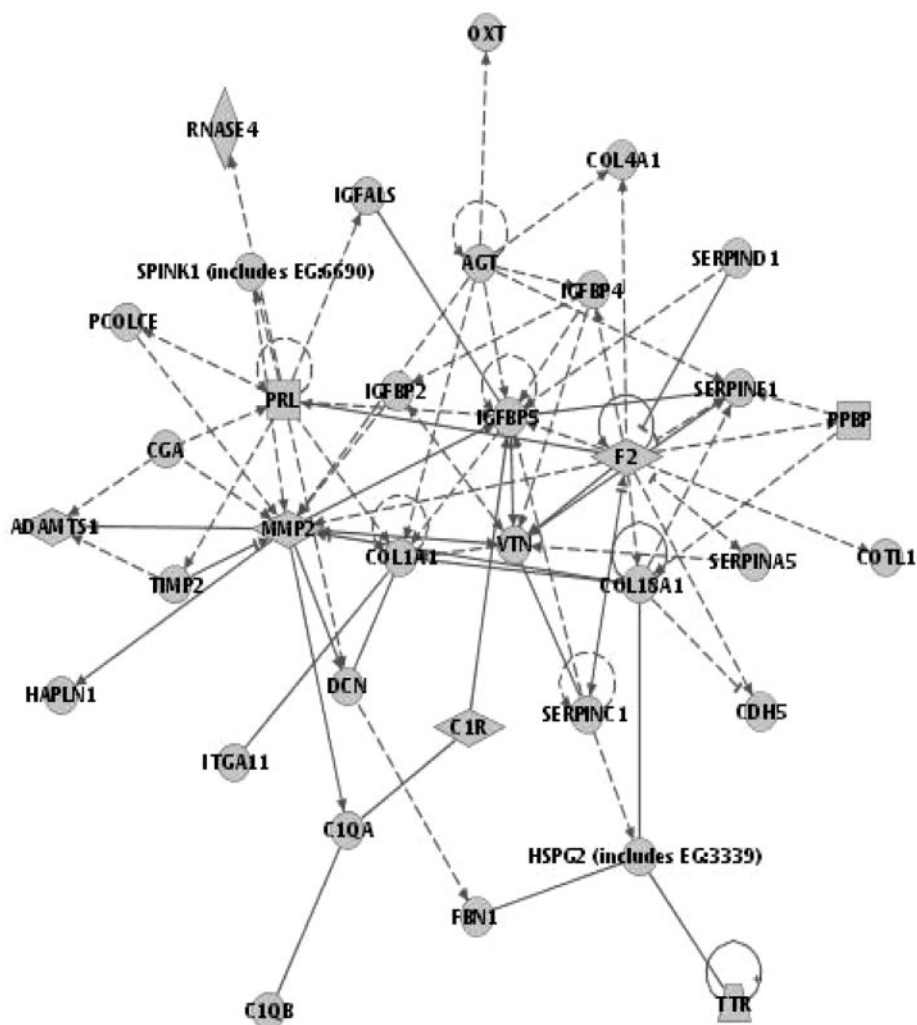 OXT
RNASE4
COL4A1
IGFALS
SERPIND1
AGT
SPINK1 (includes EG:6690)
IGFBP4
PCOLCE
IGFBP2
SERPINE1
PRL
IGFBP5
PPBP
CGA
F2
ADAMTS1
MMP2
VTN
COL1A1
SERPINA5
COTL1
TIMP2
COL18A1
DCN
HAPLN1
SERPINC1
CDH5
C1R
ITGA11
C1QA
HSPG2 (includes EG:3339)
FBN1
TTR
C1QB